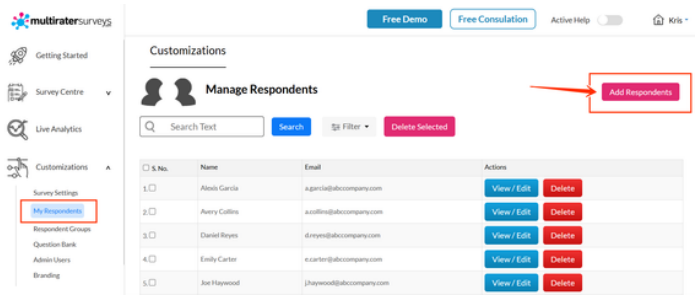 multiratersurveys
Free Demo
Free Consulation
Active Help
Kris
Getting Started
Survey Centre
Live Analytics
Customizations
Survey Settings
My Respondents
Respondent Groups
Question Bank
Admin Users
Branding
Customizations
Manage Respondents
Add Respondents
Search Text
Search
Filter
Delete Selected
S. No. Name Email Actions
1. Alexis Garcia a.garcia@abccompany.com View / Edit Delete
2. Avery Collins a.collins@abccompany.com View / Edit Delete
3. Daniel Reyes d.reyes@abccompany.com View / Edit Delete
4. Emily Carter e.carter@abccompany.com View / Edit Delete
5. Joe Haywood j.haywood@abccompany.com View / Edit Delete